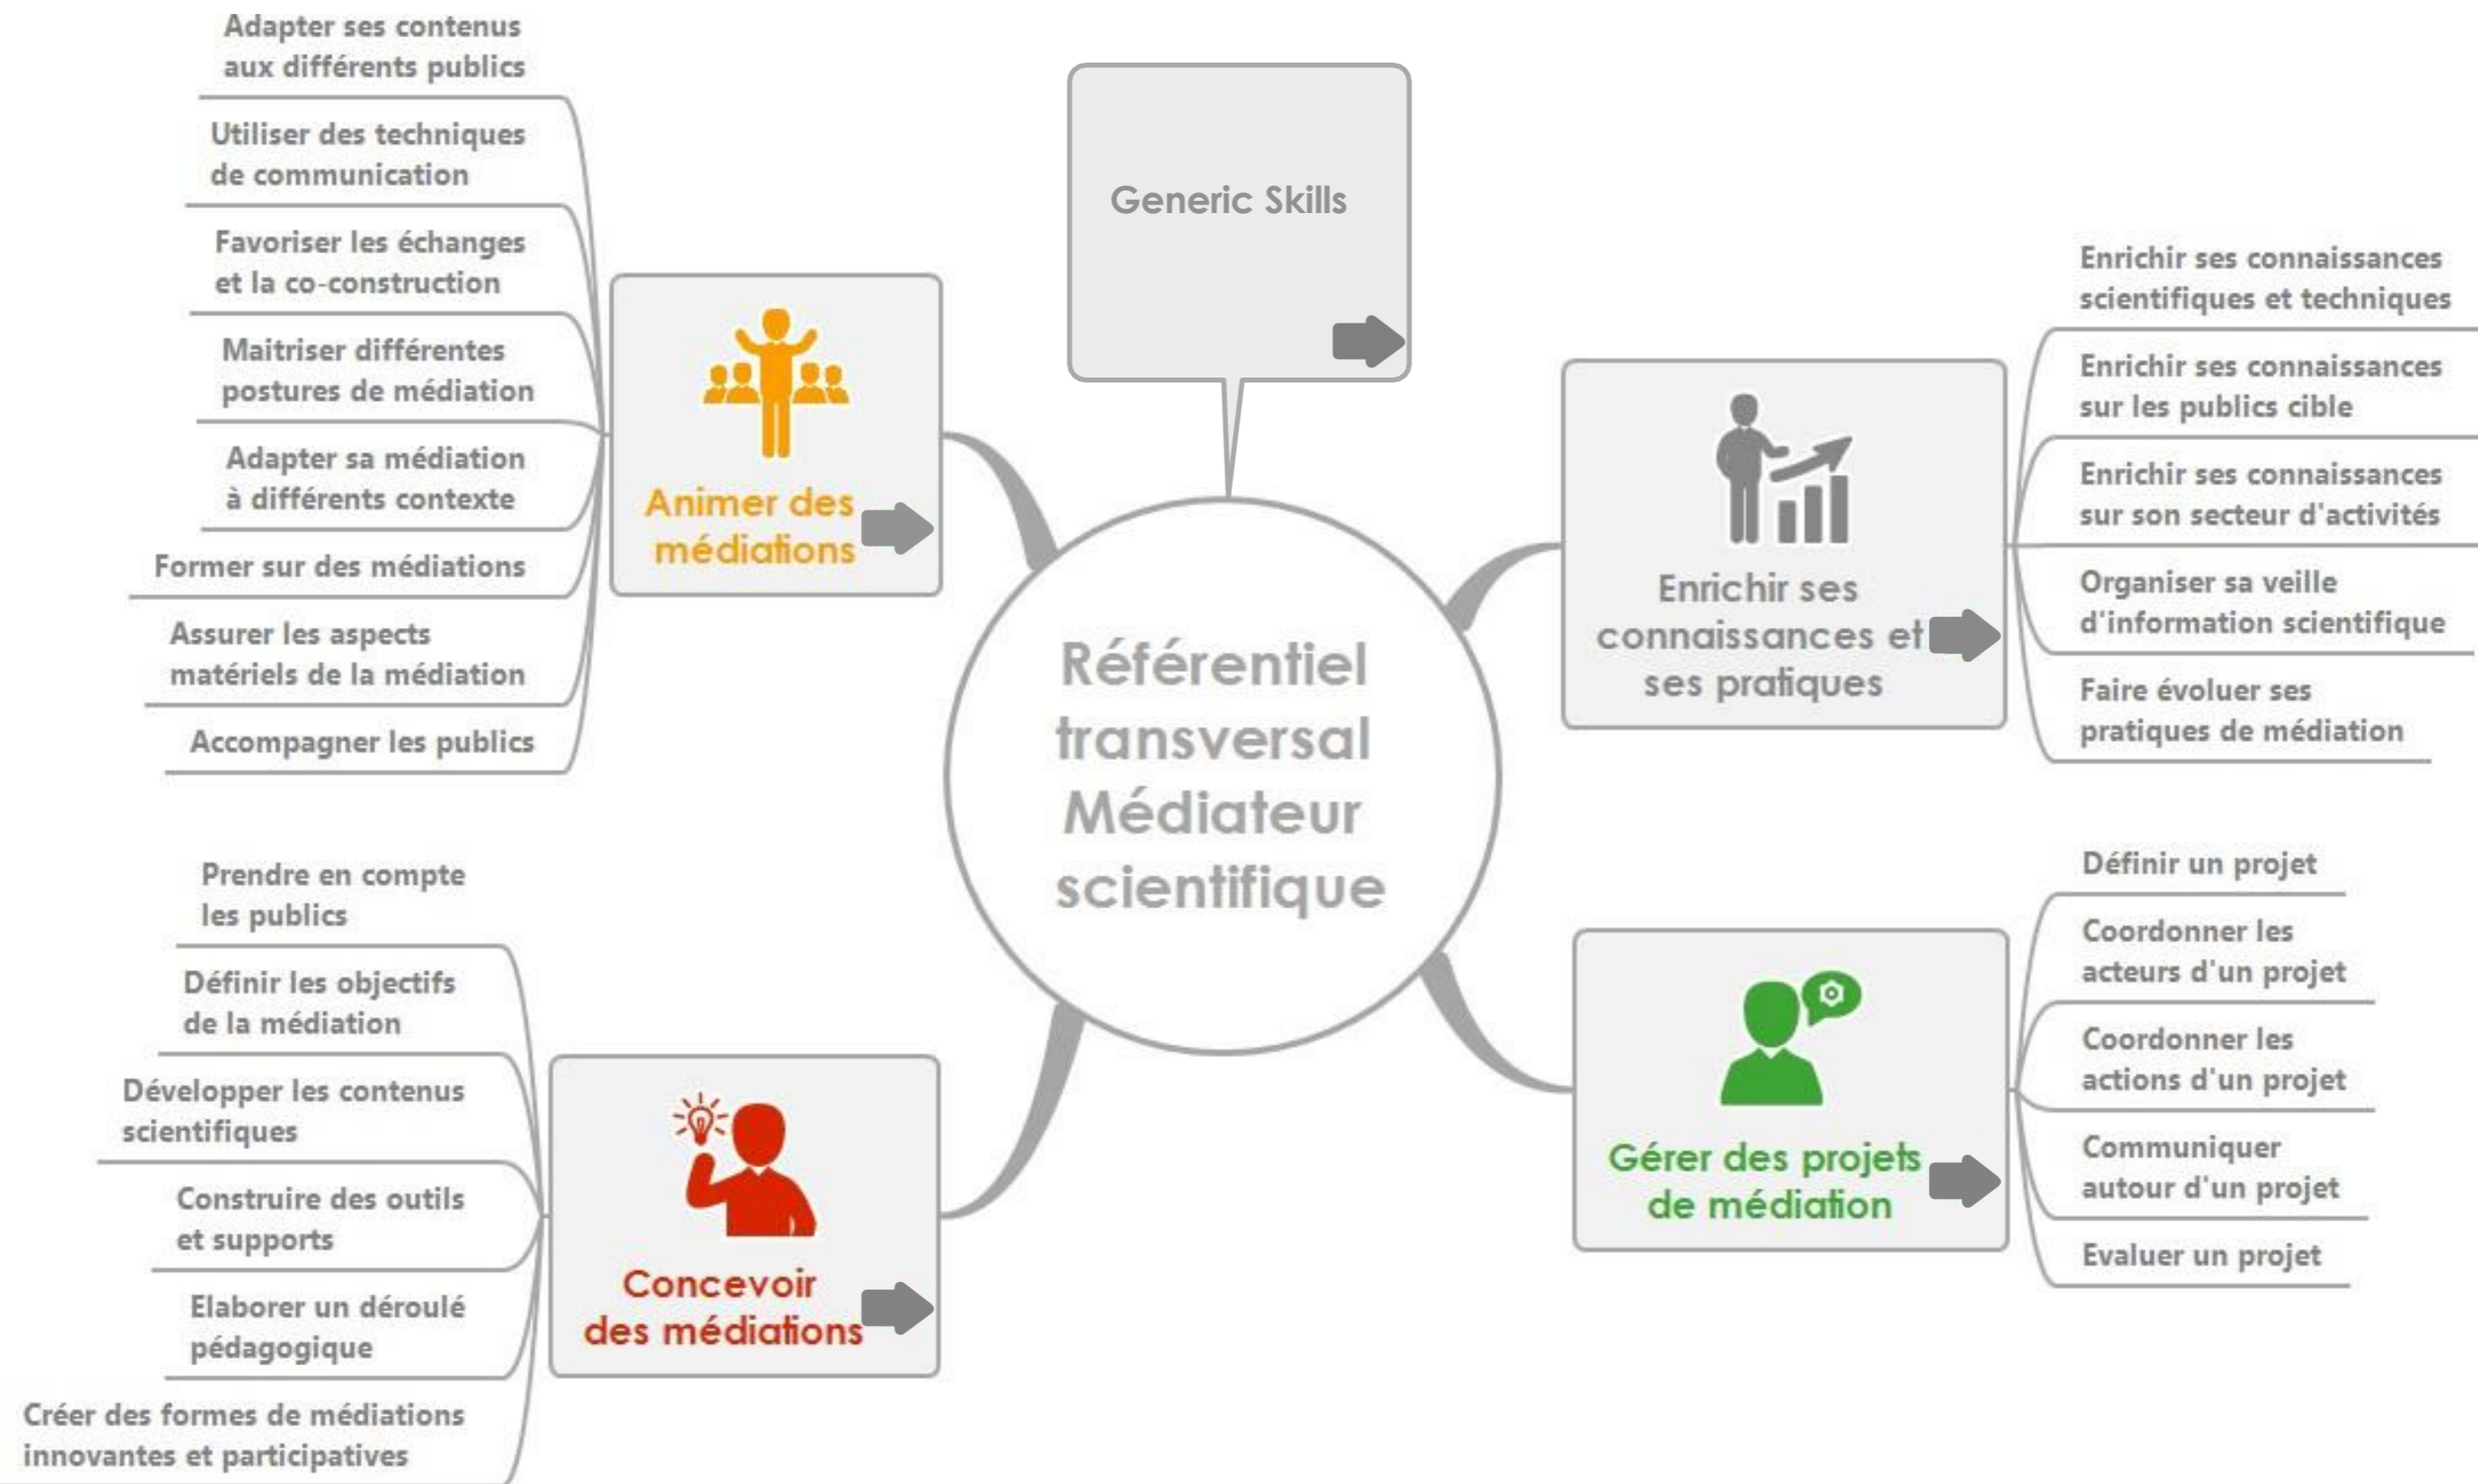 Adapter ses contenus
aux différents publics
Utiliser des techniques
de communication
Favoriser les échanges
et la co-construction
Maitriser différentes
postures de médiation
Adapter sa médiation
à différents contexte
Former sur des médiations
Assurer les aspects
matériels de la médiation
Accompagner les publics
Animer des
médiations
Prendre en compte
les publics
Définir les objectifs
de la médiation
Développer les contenus
scientifiques
Construire des outils
et supports
Elaborer un déroulé
pédagogique
Créer des formes de médiations
innovantes et participatives
Concevoir
des médiations
Generic Skills
Référentiel
transversal
Médiateur
scientifique
Enrichir ses
connaissances et
ses pratiques
Enrichir ses connaissances
scientifiques et techniques
Enrichir ses connaissances
sur les publics cible
Enrichir ses connaissances
sur son secteur d'activités
Organiser sa veille
d'information scientifique
Faire évoluer ses
pratiques de médiation
Gérer des projets
de médiation
Définir un projet
Coordonner les
acteurs d'un projet
Coordonner les
actions d'un projet
Communiquer
autour d'un projet
Evaluer un projet